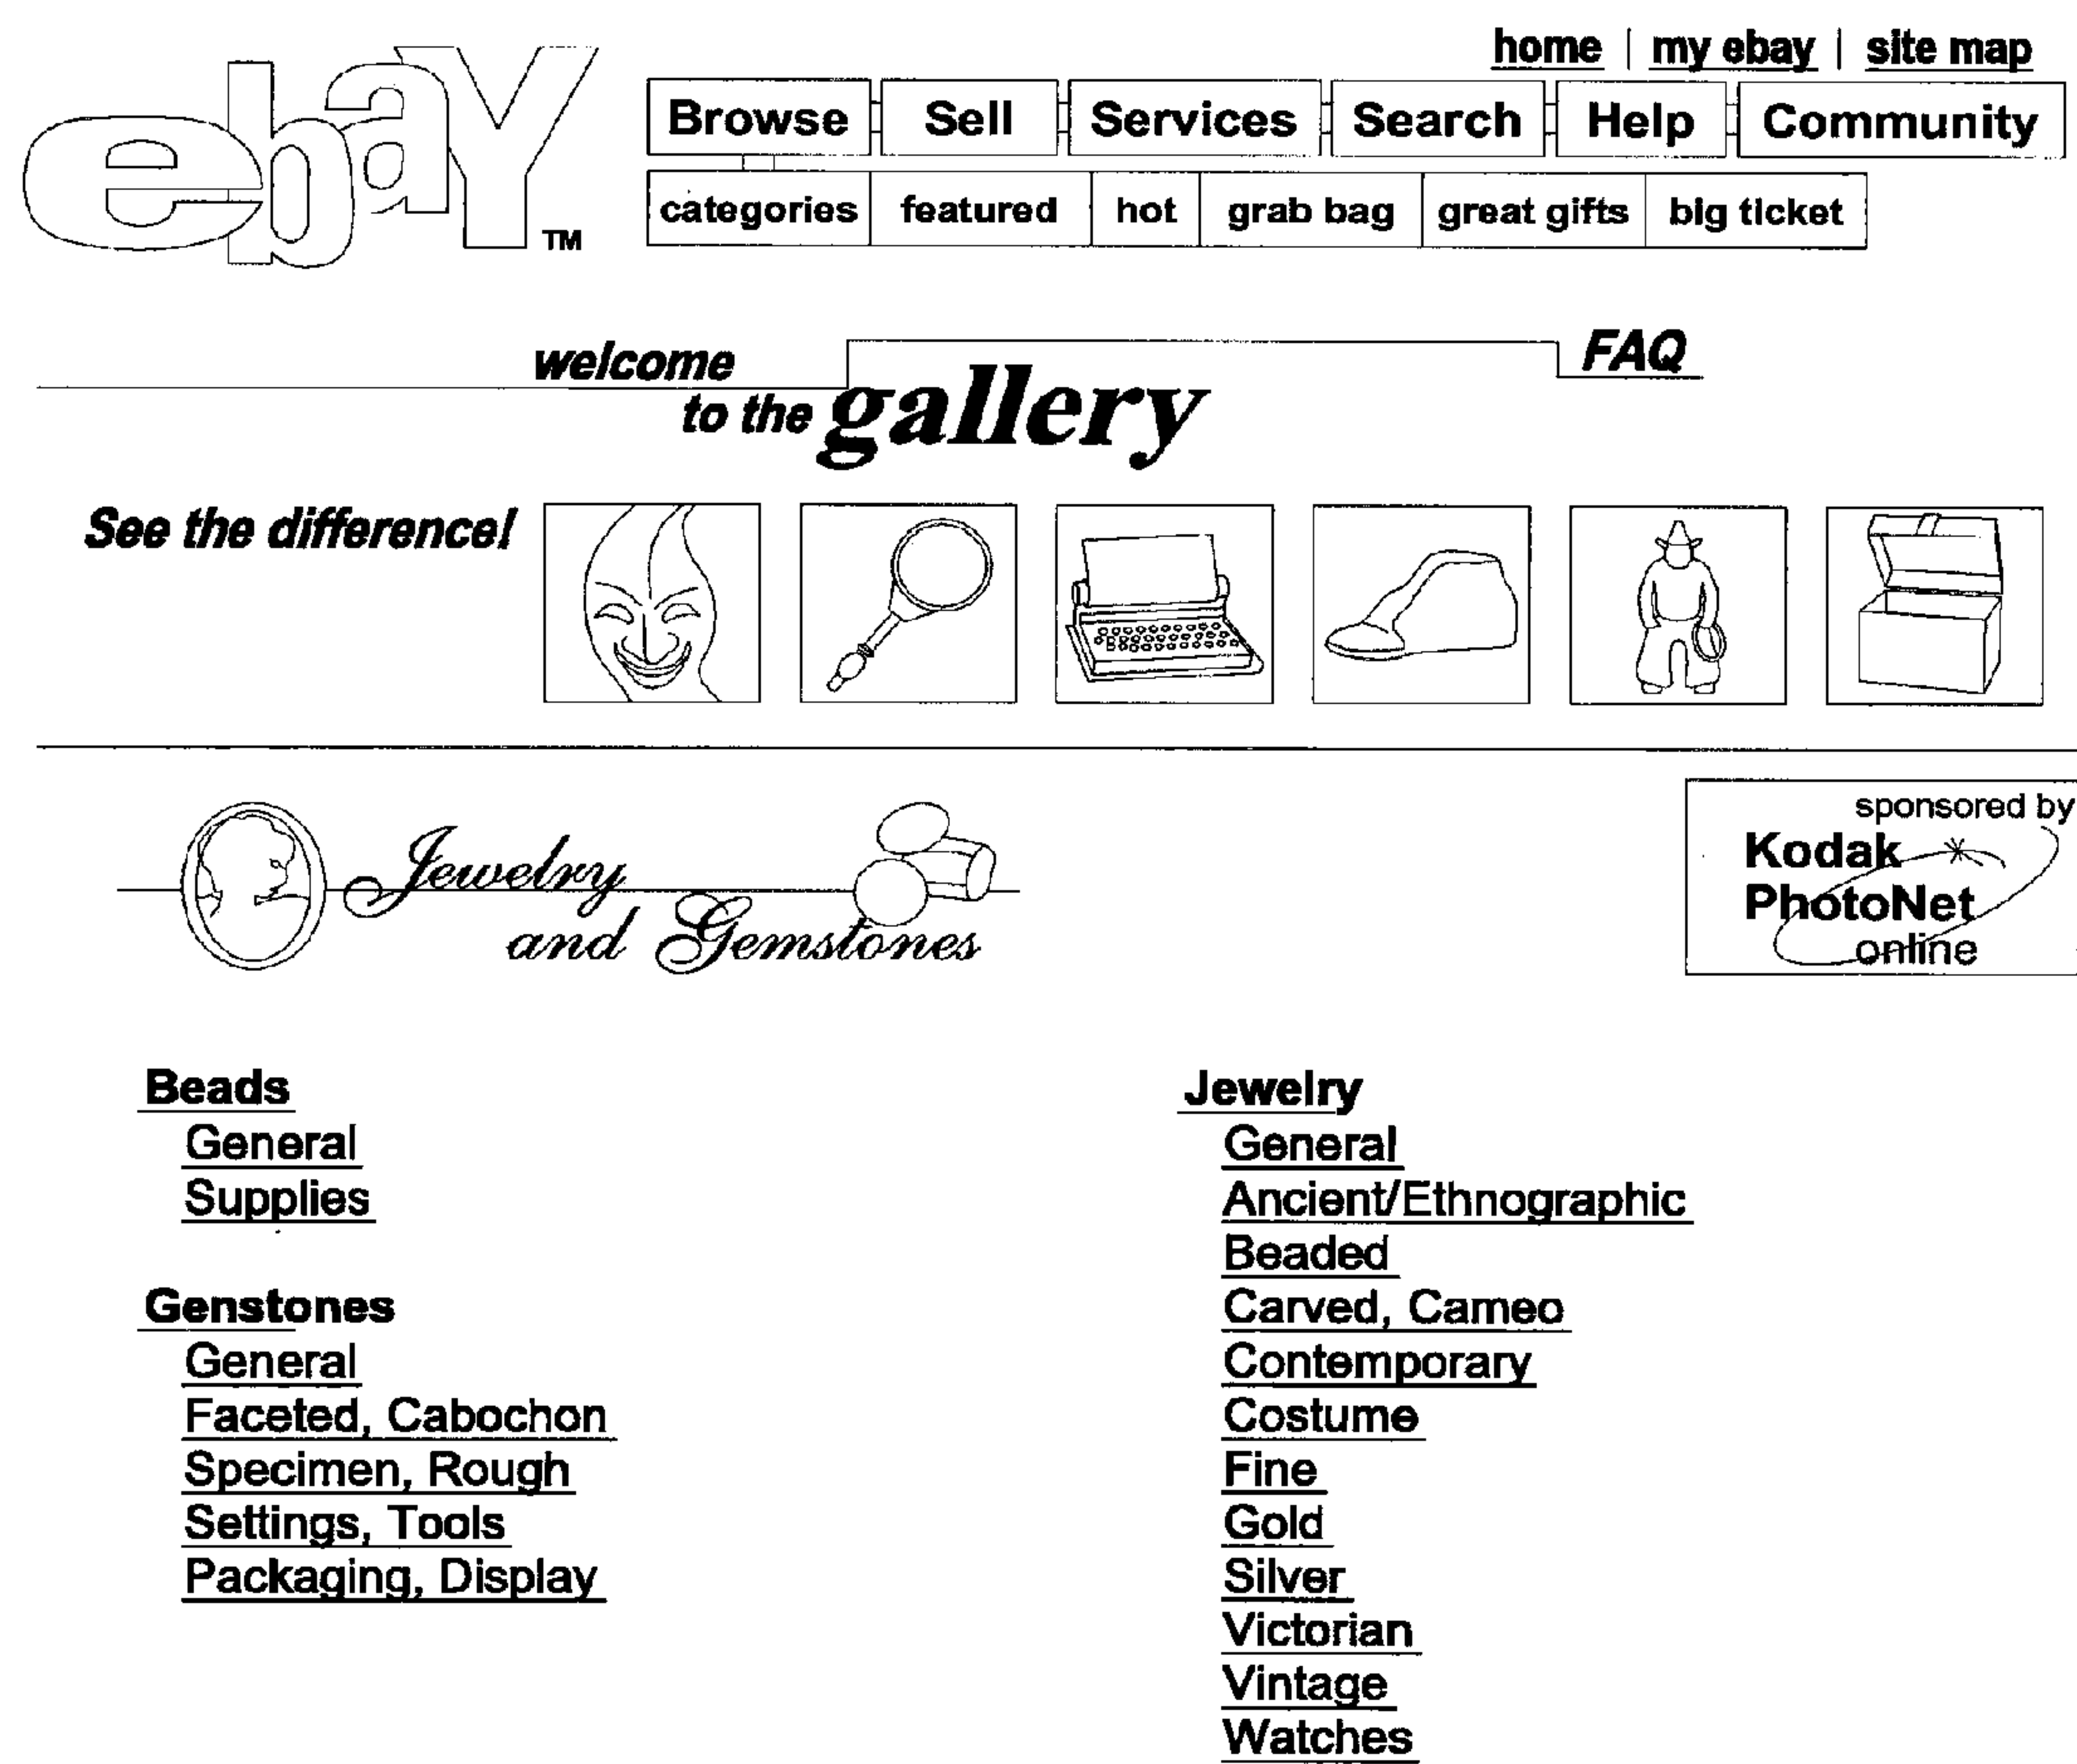 home | my ebay | site map
ebay TM
Browse Sell Services Search Help Community
categories featured hot grab bag great gifts big ticket
welcome
to the gallery
FAQ
See the difference!
Jewelry
and Gemstones
sponsored by
Kodak
PhotoNet
online
Beads
General
Supplies
Genstones
General
Faceted, Cabochon
Specimen, Rough
Settings, Tools
Packaging, Display
Jewelry
General
Ancient/Ethnographic
Beaded
Carved, Cameo
Contemporary
Costume
Fine
Gold
Silver
Victorian
Vintage
Watches